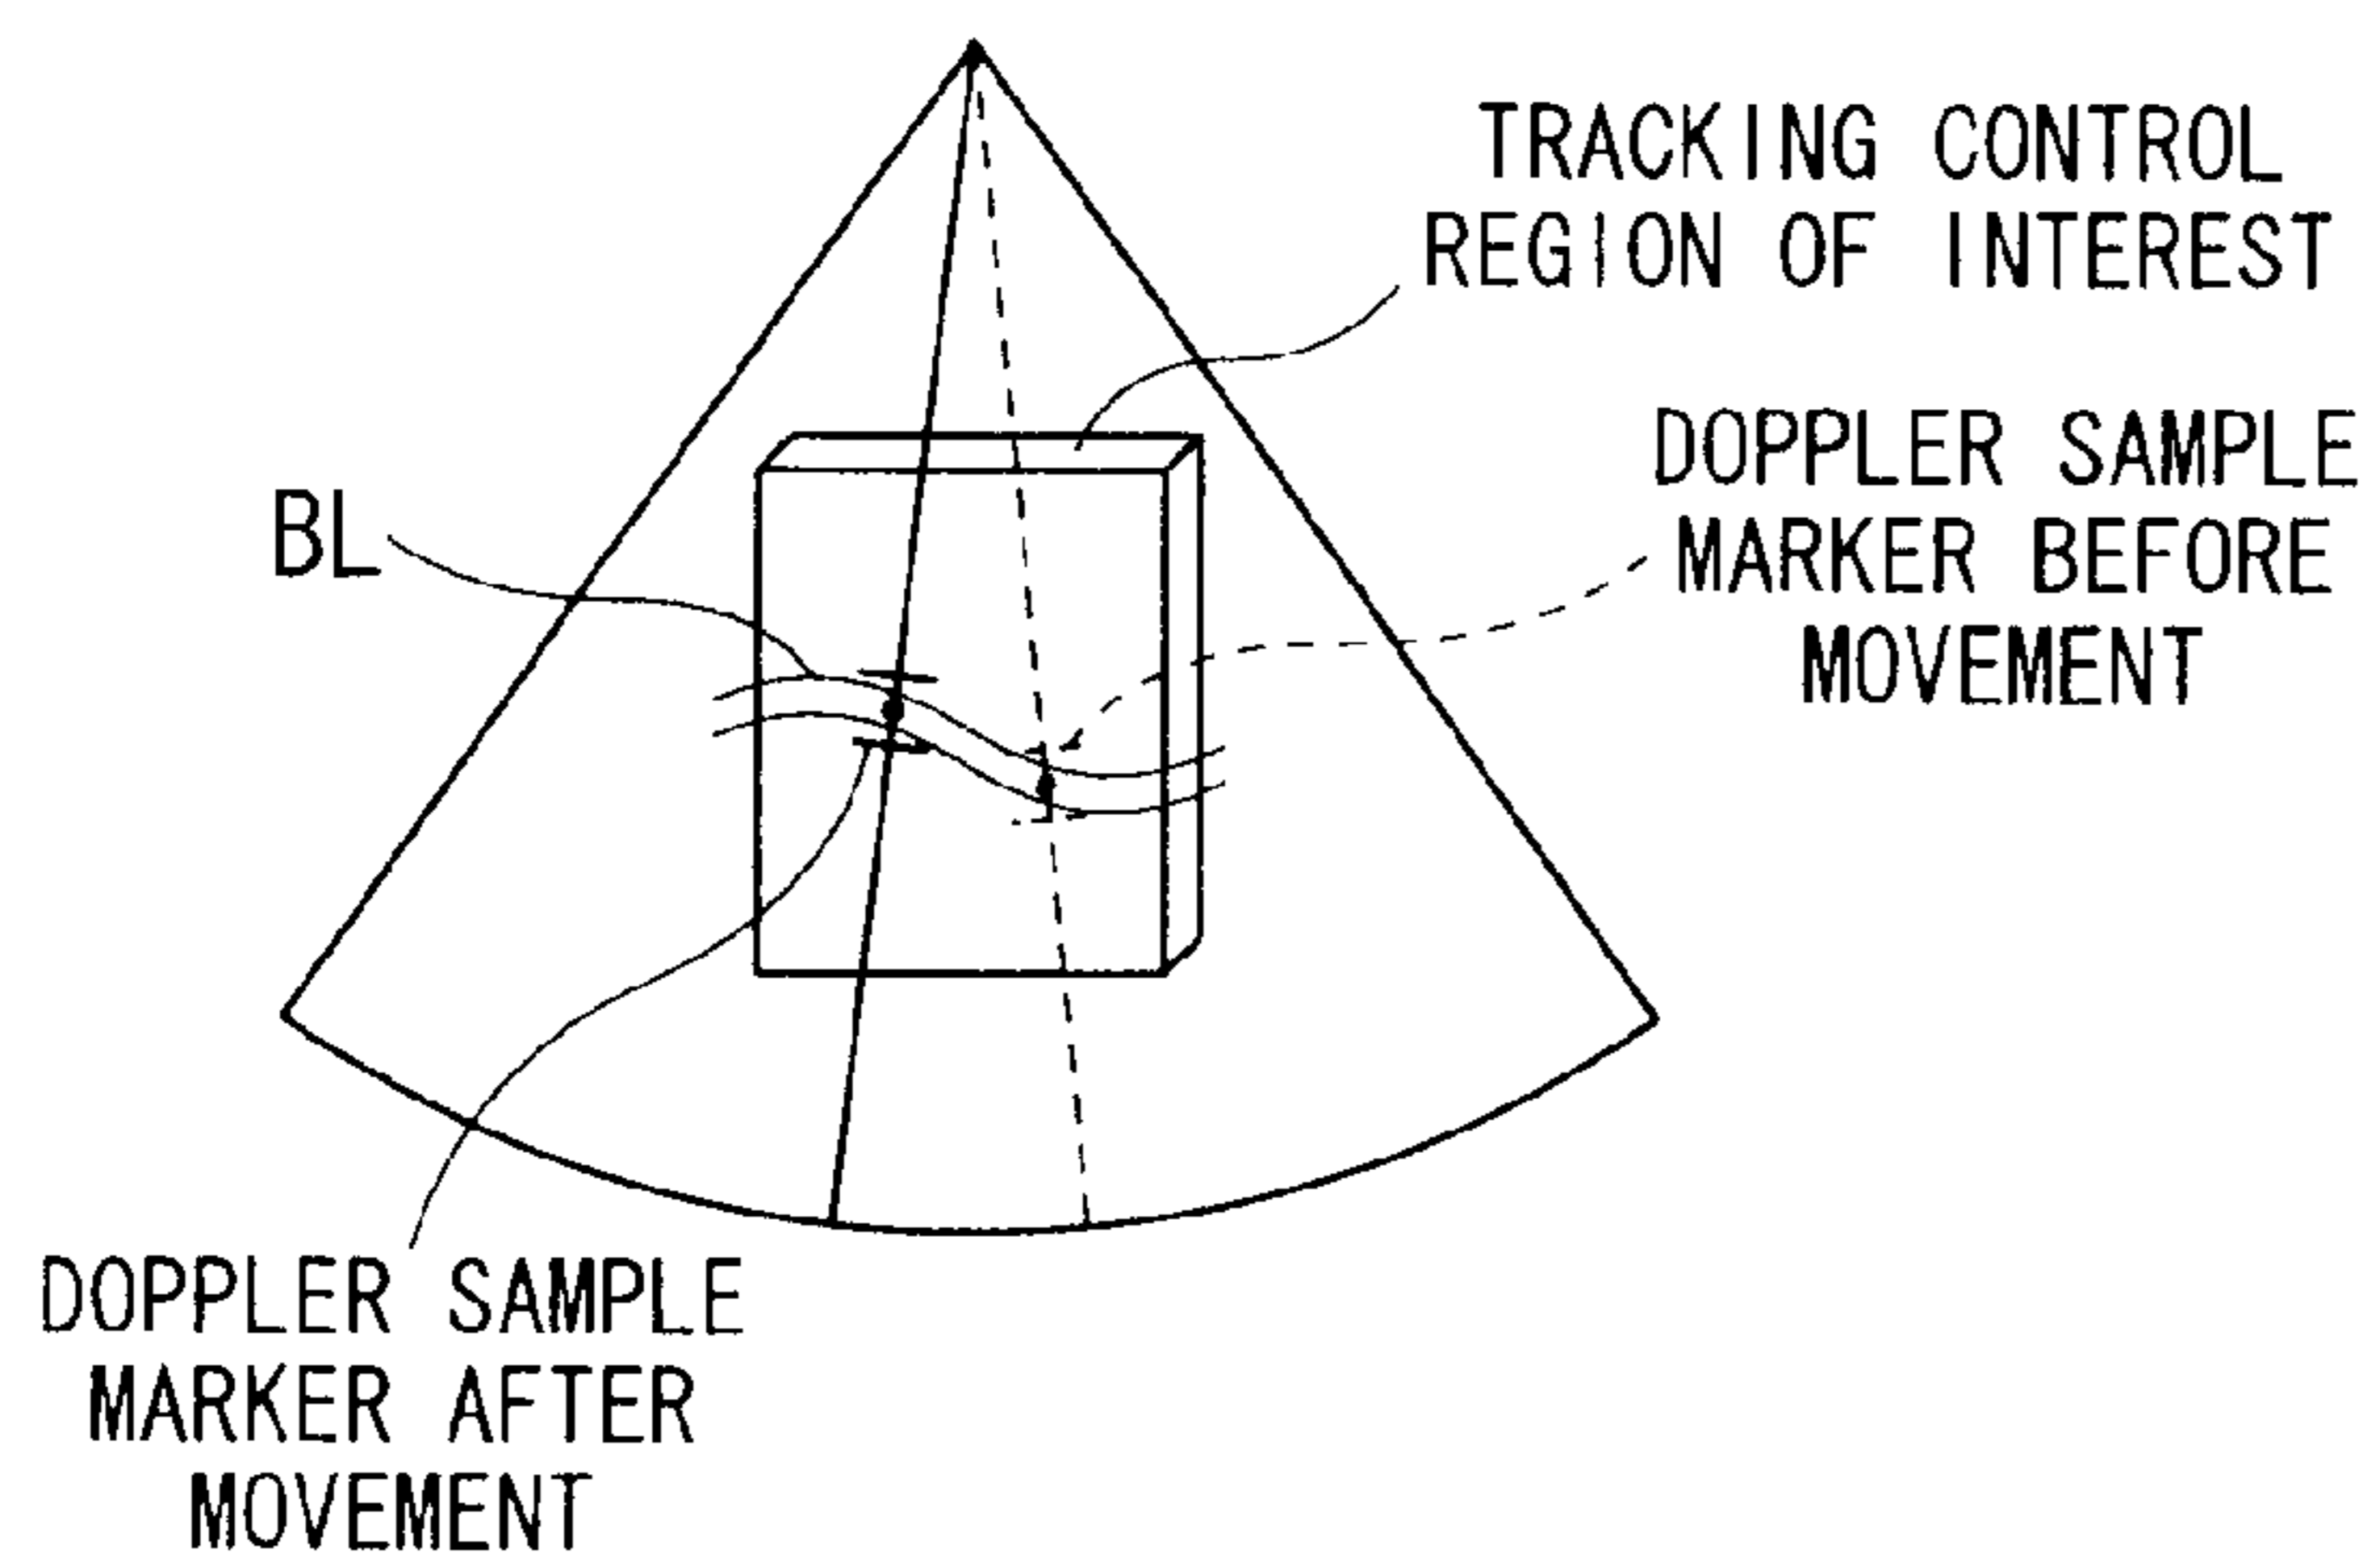 TRACKING CONTROL
REGION OF INTEREST
DOPPLER SAMPLE
MARKER BEFORE
MOVEMENT
BL
DOPPLER SAMPLE
MARKER AFTER
MOVEMENT